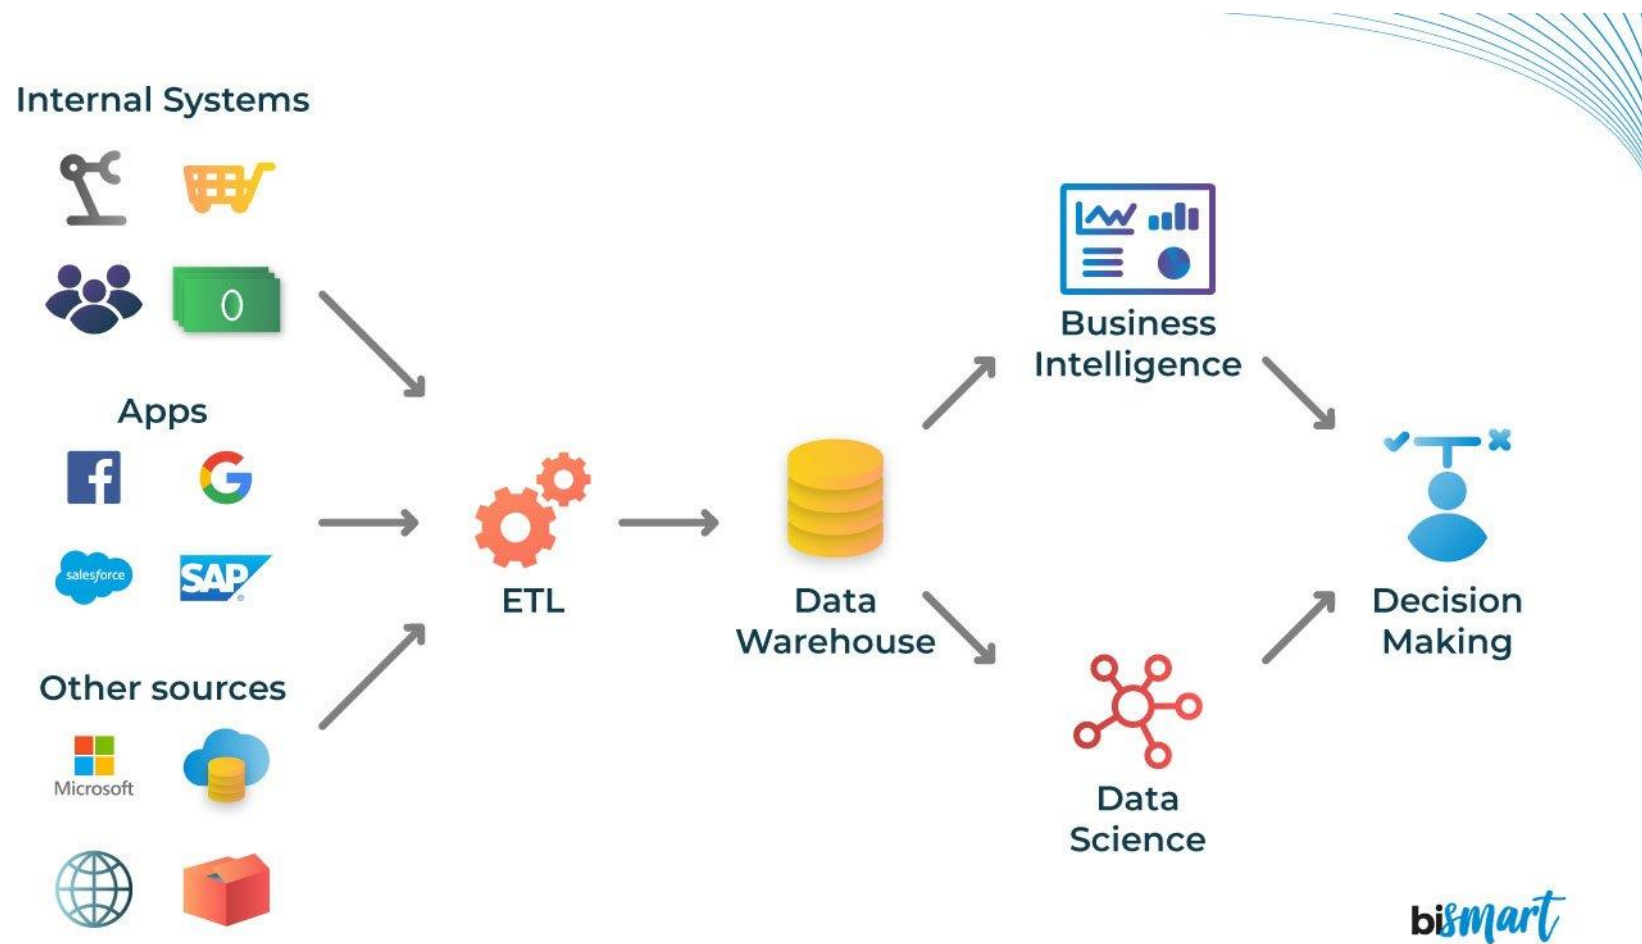 Internal Systems
0
Apps
f
G
salesforce
SAP
®
Other sources
Microsoft
ETL
Data
Warehouse
Business
Intelligence
Data
Science
Decision
Making
bismart